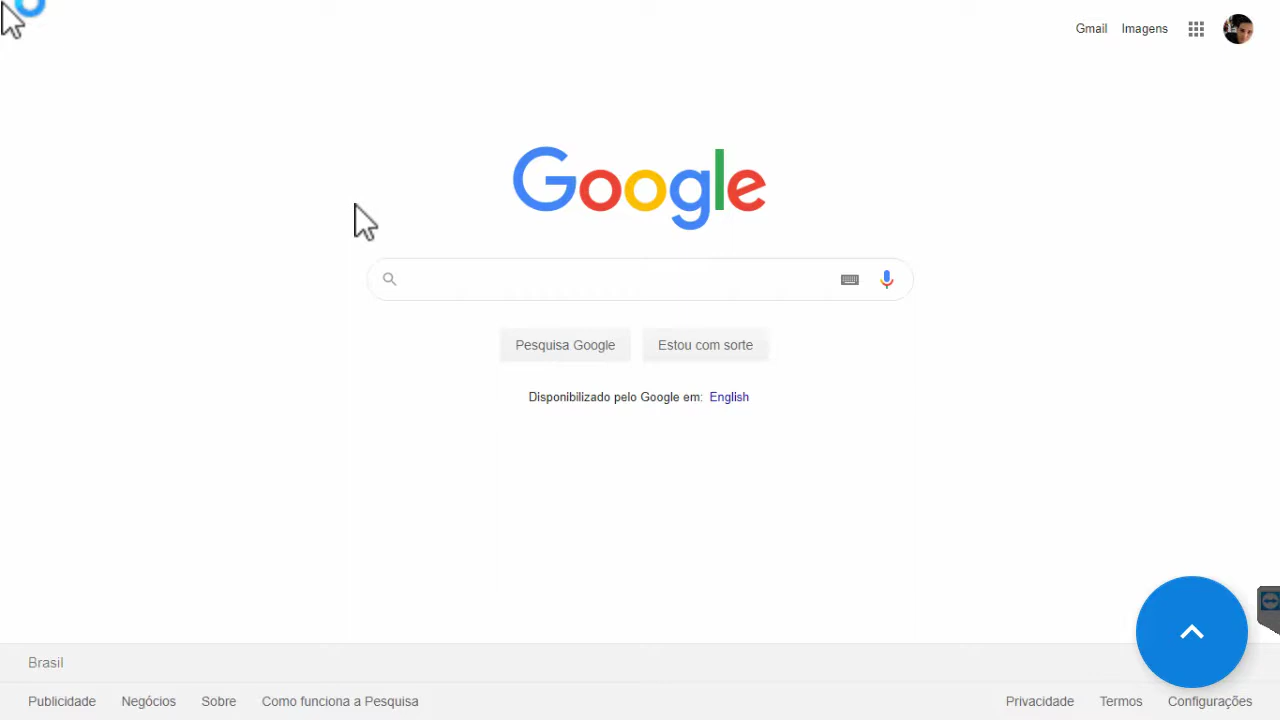 Gmail Imagens
Google
Pesquisa Google Estou com sorte
Disponibilizado pelo Google em: English
Brasil
Publicidade Negócios Sobre Como funciona a Pesquisa Privacidade Termos Configurações